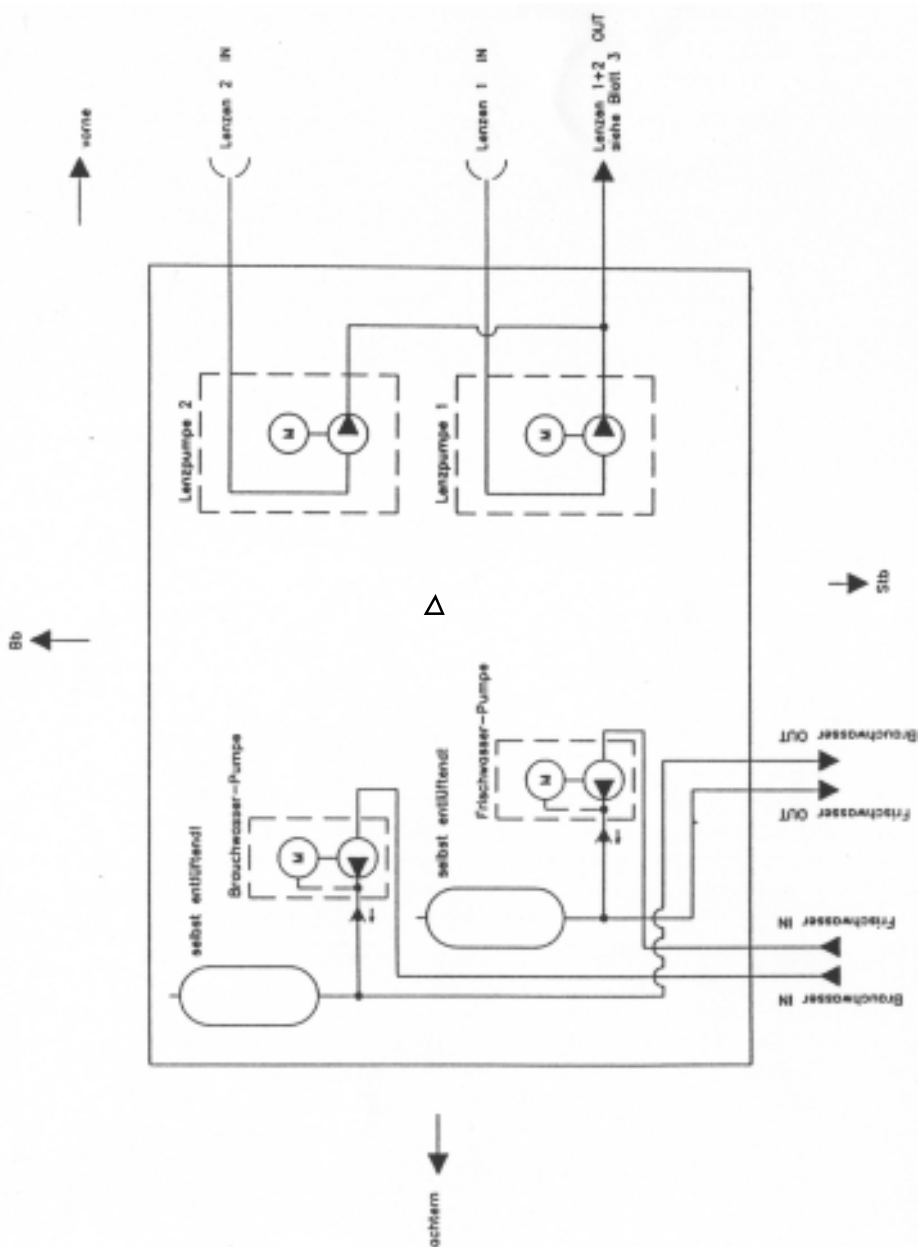 vorne
Lenzen 2 IN
Lenzen 1 IN
Lenzen 1+2 OUT
siehe Blatt 3
Lenzpumpe 2
M
Lenzpumpe 1
M
Bb
Stb
Δ
selbst entlüftend!
Brauchwasser-Pumpe
M
selbst entlüftend!
Frischwasser-Pumpe
M
Brauchwasser OUT
Frischwasser OUT
Frischwasser IN
Brauchwasser IN
achtern